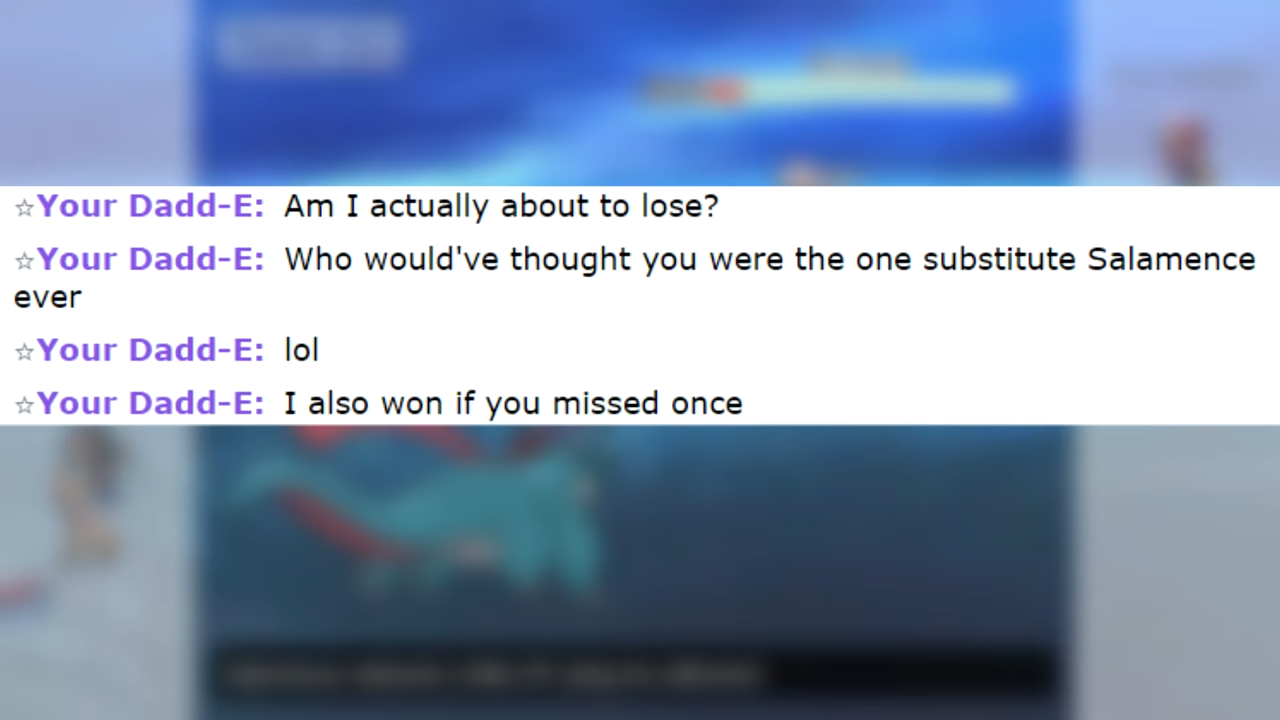 ☆Your Dadd-E: Am I actually about to lose?
☆Your Dadd-E: Who would've thought you were the one substitute Salamence
ever
☆Your Dadd-E: lol
☆Your Dadd-E: I also won if you missed once